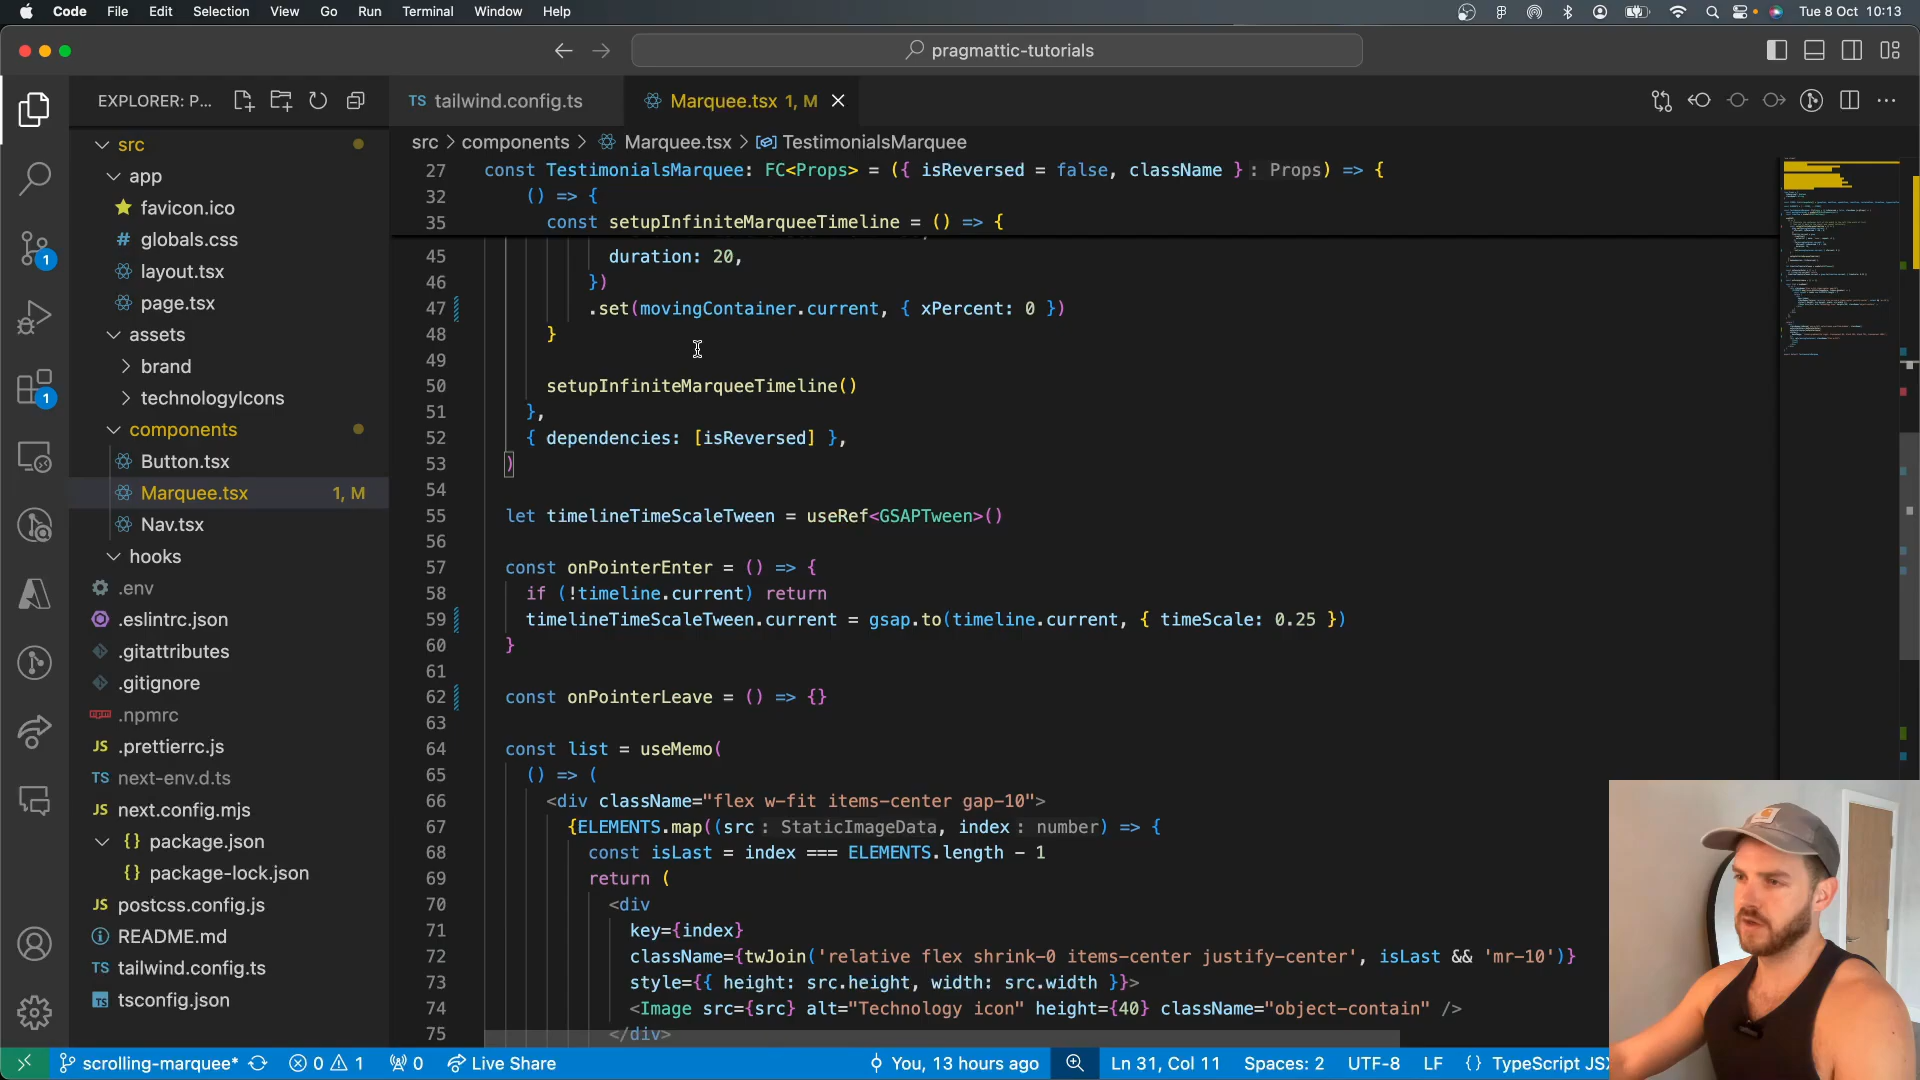 Code File Edit Selection View Go Run Terminal Window Help Tue 8 Oct 10:13
pragmattic-tutorials
EXPLORER: P...
TS tailwind.config.ts Marquee.tsx 1, M
src > components > Marquee.tsx > TestimonialsMarquee
src
app
favicon.ico
# globals.css
layout.tsx
page.tsx
assets
brand
technologyIcons
components
Button.tsx
Marquee.tsx 1, M
Nav.tsx
hooks
.env
.eslintrc.json
.gitattributes
.gitignore
.npmrc
JS .prettierrc.js
TS next-env.d.ts
JS next.config.mjs
{} package.json
{} package-lock.json
JS postcss.config.js
README.md
TS tailwind.config.ts
TS tsconfig.json
1
1
27 const TestimonialsMarquee: FC<Props> = ({ isReversed = false, className }: Props) => {
32 () => {
35 const setupInfiniteMarqueeTimeline = () => {
45 duration: 20,
46 })
47 .set(movingContainer.current, { xPercent: 0 })
48 }
49
50 setupInfiniteMarqueeTimeline()
51 },
52 { dependencies: [isReversed] },
53 )
54
55 let timelineTimeScaleTween = useRef<GSAPTween>()
56
57 const onPointerEnter = () => {
58 if (!timeline.current) return
59 timelineTimeScaleTween.current = gsap.to(timeline.current, { timeScale: 0.25 })
60 }
61
62 const onPointerLeave = () => {}
63
64 const list = useMemo(
65 () => (
66 <div className="flex w-fit items-center gap-10">
67 {ELEMENTS.map((src: StaticImageData, index: number) => {
68 const isLast = index === ELEMENTS.length - 1
69 return (
70 <div
71 key={index}
72 className={twJoin('relative flex shrink-0 items-center justify-center', isLast && 'mr-10')}
73 style={{ height: src.height, width: src.width }}>
74 <Image src={src} alt="Technology icon" height={40} className="object-contain" />
75 </div>
scrolling-marquee* 0 1 0 Live Share You, 13 hours ago Ln 31, Col 11 Spaces: 2 UTF-8 LF {} TypeScript JSX